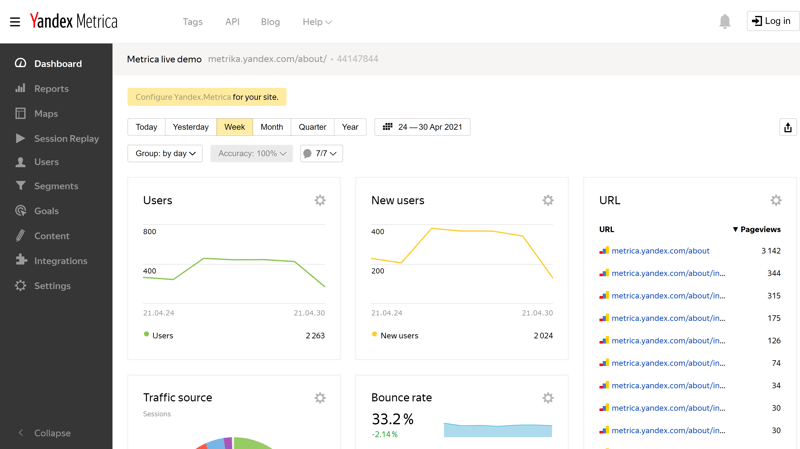 Yandex Metrica
Tags
API
Blog
Help
Log in
Dashboard
Reports
Maps
Session Replay
Users
Segments
Goals
Content
Integrations
Settings
Collapse
Metrica live demo metrika.yandex.com/about/ • 44147844
Configure Yandex.Metrica for your site.
Today Yesterday Week Month Quarter Year 24 — 30 Apr 2021
Group: by day Accuracy: 100% 7/7
Users
800
400
21.04.24 21.04.30
Users 2 263
New users
400
200
21.04.24 21.04.30
New users 2 024
URL
URL ▼ Pageviews
metrica.yandex.com/about 3 142
metrica.yandex.com/about/in... 344
metrica.yandex.com/about/in... 315
metrica.yandex.com/about/in... 175
metrica.yandex.com/about/in... 126
metrica.yandex.com/about/in... 74
metrica.yandex.com/about/in... 34
metrica.yandex.com/about/in... 30
metrica.yandex.com/about/in... 30
Traffic source
Sessions
Bounce rate
33.2 %
-2.14 %